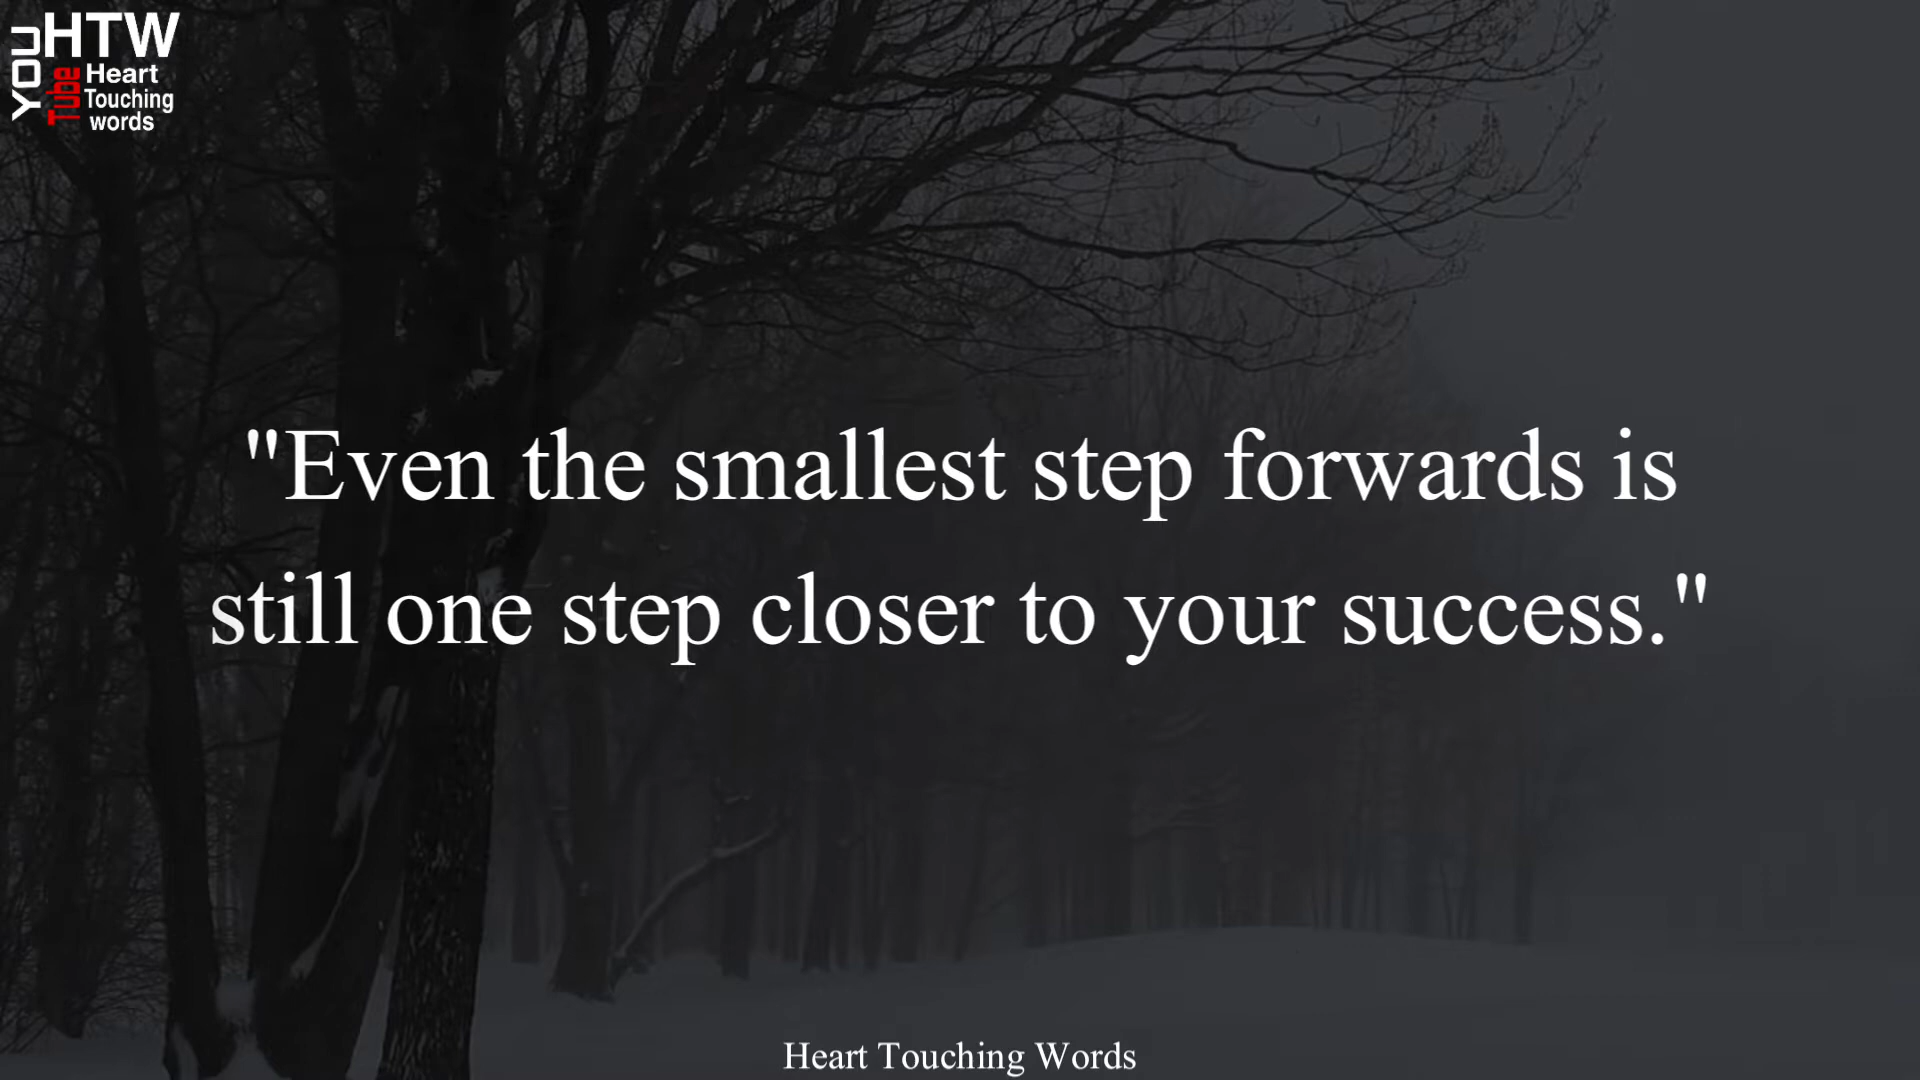 YOU
Tube
HTW
Heart
Touching
words
"Even the smallest step forwards is
still one step closer to your success."
Heart Touching Words